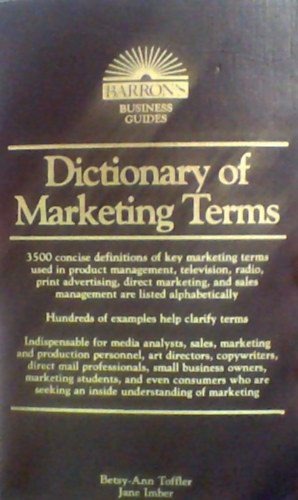 BARRON'S
BUSINESS
GUIDES
Dictionary of
Marketing Terms
3500 concise definitions of key marketing terms
used in product management, television, radio,
print advertising, direct marketing, and sales
management are listed alphabetically
Hundreds of examples help clarify terms
Indispensable for media analysts, sales, marketing
and production personnel, art directors, copywriters,
direct mail professionals, small business owners,
marketing students, and even consumers who are
seeking an inside understanding of marketing
Betsy-Ann Toffler
Jane Imber